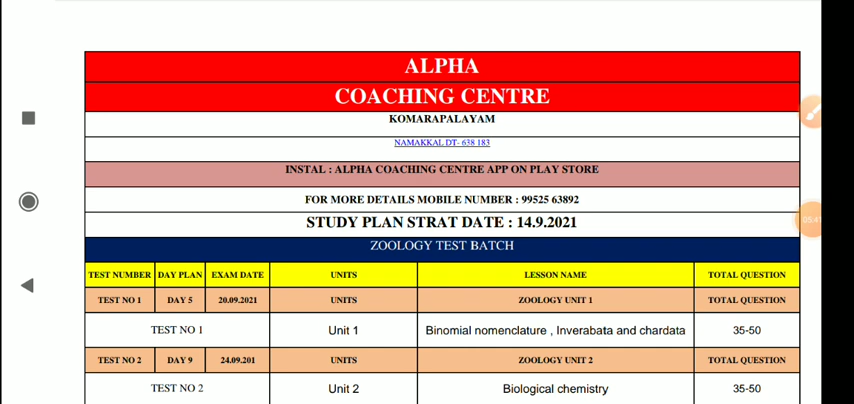 ALPHA
COACHING CENTRE
KOMARAPALAYAM
NAMAKKAL DT- 638 183
INSTAL : ALPHA COACHING CENTRE APP ON PLAY STORE
FOR MORE DETAILS MOBILE NUMBER : 99525 63892
STUDY PLAN STRAT DATE : 14.9.2021
ZOOLOGY TEST BATCH
TEST NUMBER DAY PLAN EXAM DATE UNITS LESSON NAME TOTAL QUESTION
TEST NO 1 DAY 5 20.09.2021 UNITS ZOOLOGY UNIT 1 TOTAL QUESTION
TEST NO 1 Unit 1 Binomial nomenclature , Inverabata and chardata 35-50
TEST NO 2 DAY 9 24.09.201 UNITS ZOOLOGY UNIT 2 TOTAL QUESTION
TEST NO 2 Unit 2 Biological chemistry 35-50